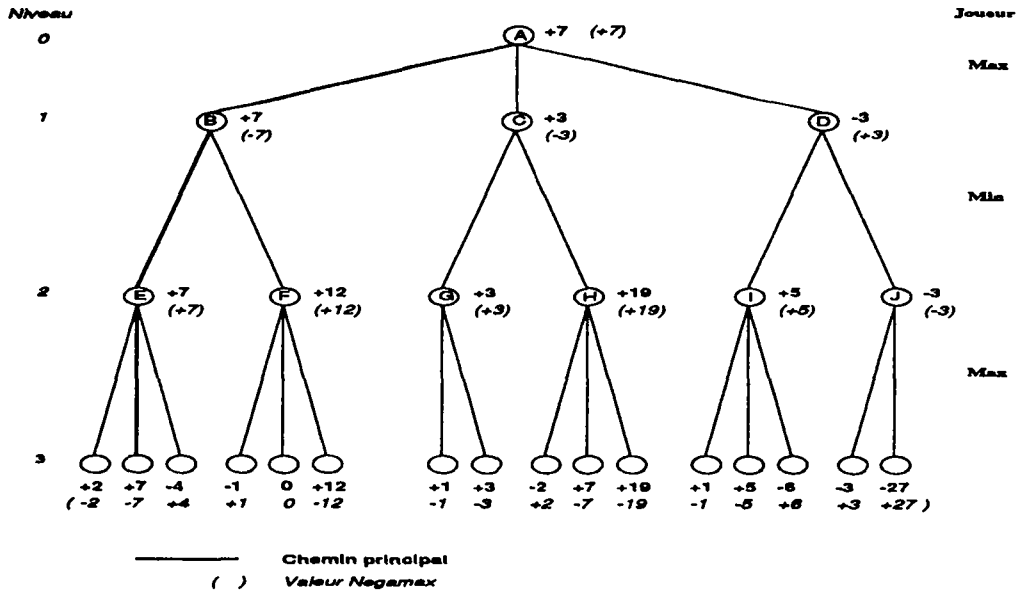 Niveau Joueur
0 A +7 (+7)
Max
1 B +7 C +3 D -3
(-7) (-3) (+3)
Min
2 E +7 F +12 G +3 H +19 I +5 J -3
(+7) (+12) (+3) (+19) (+5) (-3)
Max
3
+2 +7 -4 -1 0 +12 +1 +3 -2 +7 +19 +1 +5 -6 -3 -27
( -2 -7 +4 +1 0 -12 -1 -3 +2 -7 -19 -1 -5 +6 +3 +27 )
Chemin principal
( ) Valeur Negamax